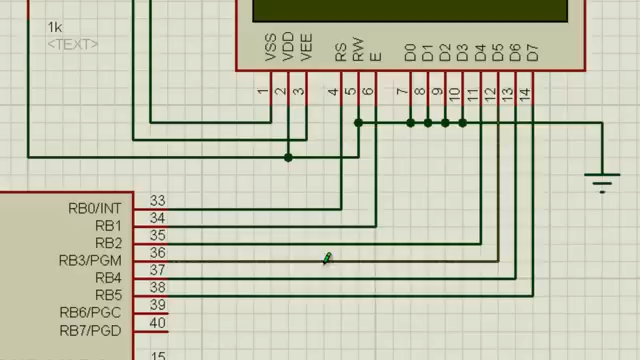 1k
<TEXT>
VSS
VDD
VEE
RS
RW
E
D0
D1
D2
D3
D4
D5
D6
D7
1
2
3
4
5
6
7
8
9
10
11
12
13
14
RB0/INT 33
RB1 34
RB2 35
RB3/PGM 36
RB4 37
RB5 38
RB6/PGC 39
RB7/PGD 40
15